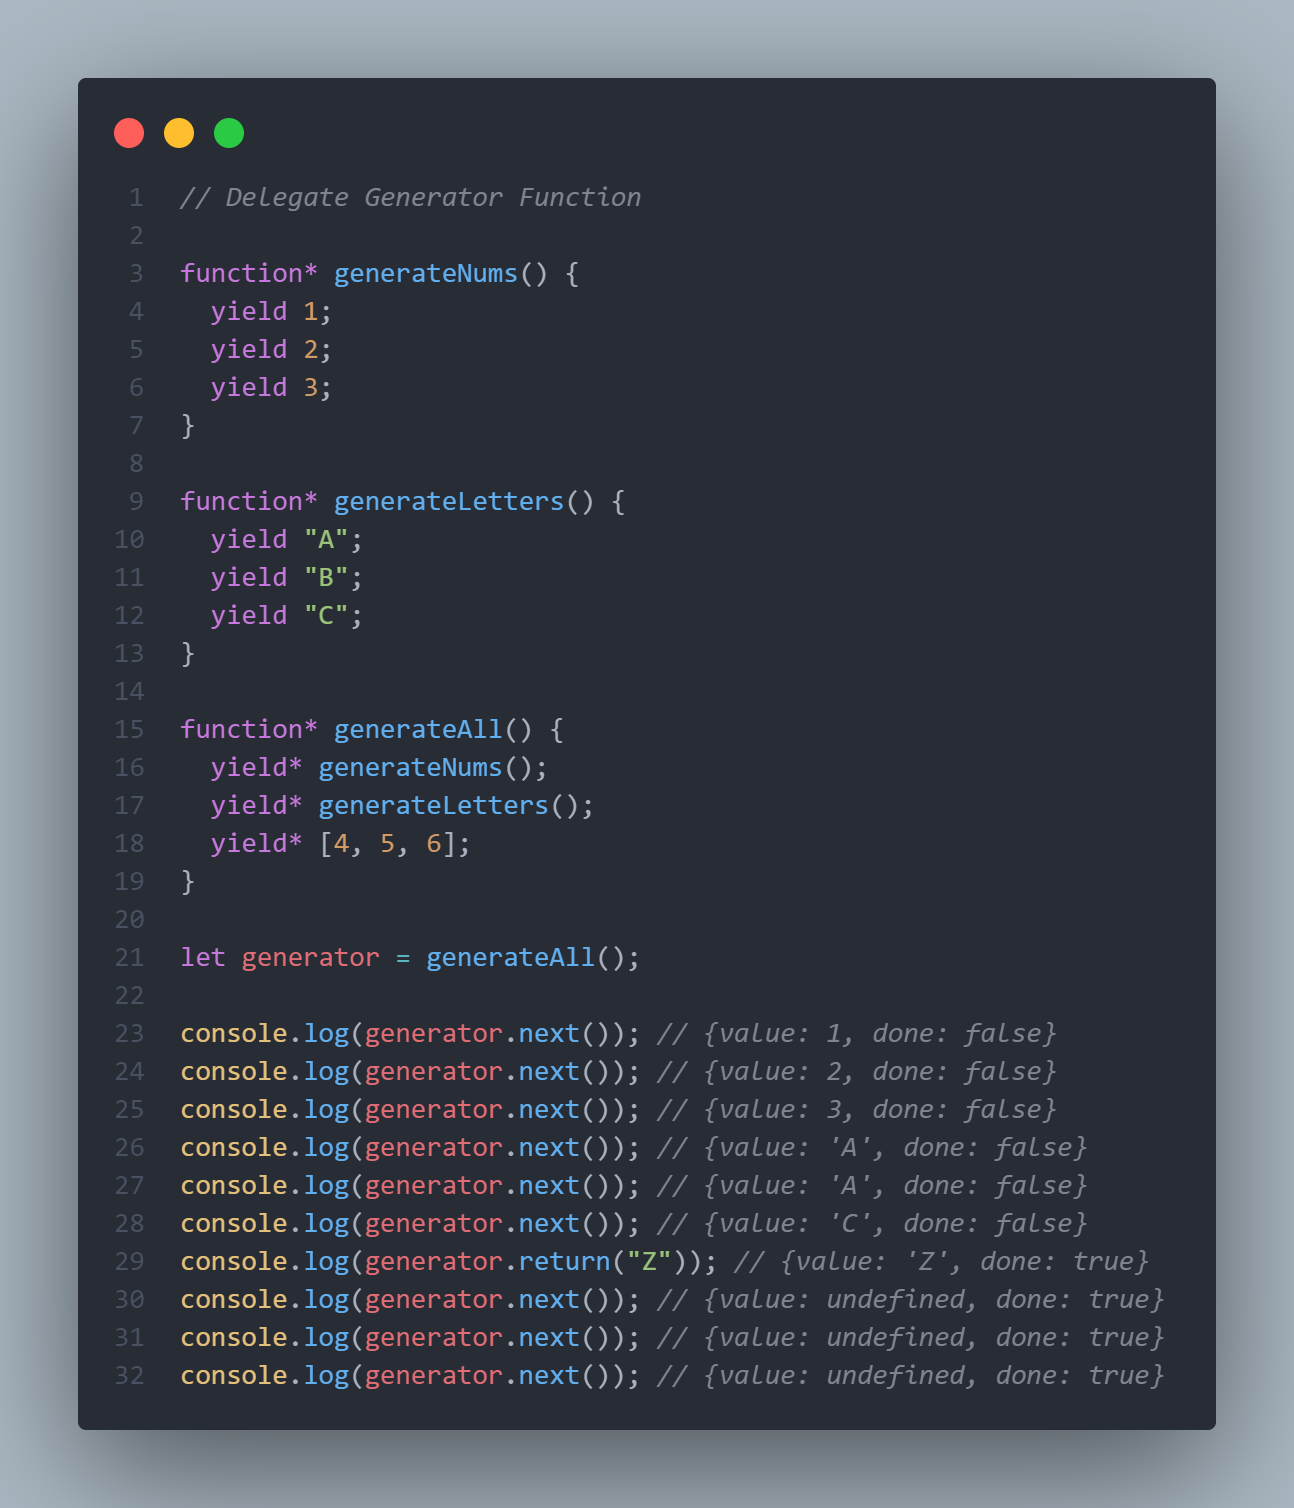 1 // Delegate Generator Function
2
3 function* generateNums() {
4   yield 1;
5   yield 2;
6   yield 3;
7 }
8
9 function* generateLetters() {
10   yield "A";
11   yield "B";
12   yield "C";
13 }
14
15 function* generateAll() {
16   yield* generateNums();
17   yield* generateLetters();
18   yield* [4, 5, 6];
19 }
20
21 let generator = generateAll();
22
23 console.log(generator.next()); // {value: 1, done: false}
24 console.log(generator.next()); // {value: 2, done: false}
25 console.log(generator.next()); // {value: 3, done: false}
26 console.log(generator.next()); // {value: 'A', done: false}
27 console.log(generator.next()); // {value: 'A', done: false}
28 console.log(generator.next()); // {value: 'C', done: false}
29 console.log(generator.return("Z")); // {value: 'Z', done: true}
30 console.log(generator.next()); // {value: undefined, done: true}
31 console.log(generator.next()); // {value: undefined, done: true}
32 console.log(generator.next()); // {value: undefined, done: true}